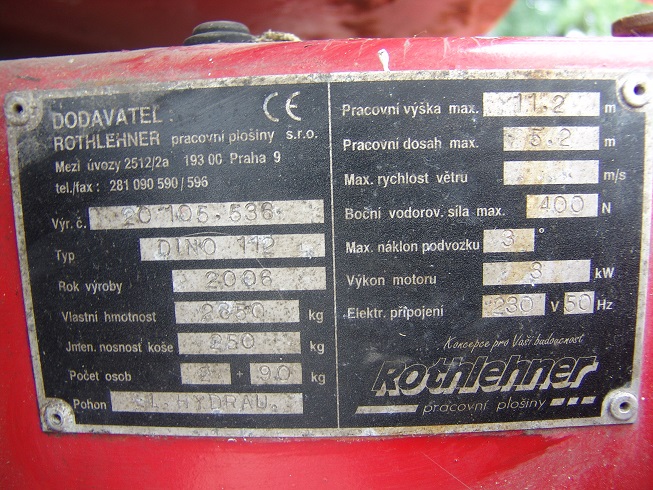 DODAVATEL :
CE
ROTHLEHNER pracovní plošiny s.r.o.
Mezi úvozy 2512/2a 193 00 Praha 9
tel./fax : 281 090 590 / 596
Výr. č. 20 105.536
Typ DINO 112
Rok výroby 2006
Vlastní hmotnost kg
Jmen. nosnost koše 250 kg
Počet osob + 90 kg
Pohon HYDRAU.
Pracovní výška max. 11.2 m
Pracovní dosah max. 5.2 m
Max. rychlost větru m/s
Boční vodorov. síla max. 400 N
Max. náklon podvozku 3 °
Výkon motoru 3 kW
Elektr. připojení 230 V 50 Hz
Koncepce pro Vaši budoucnost
Rothlehner
pracovní plošiny